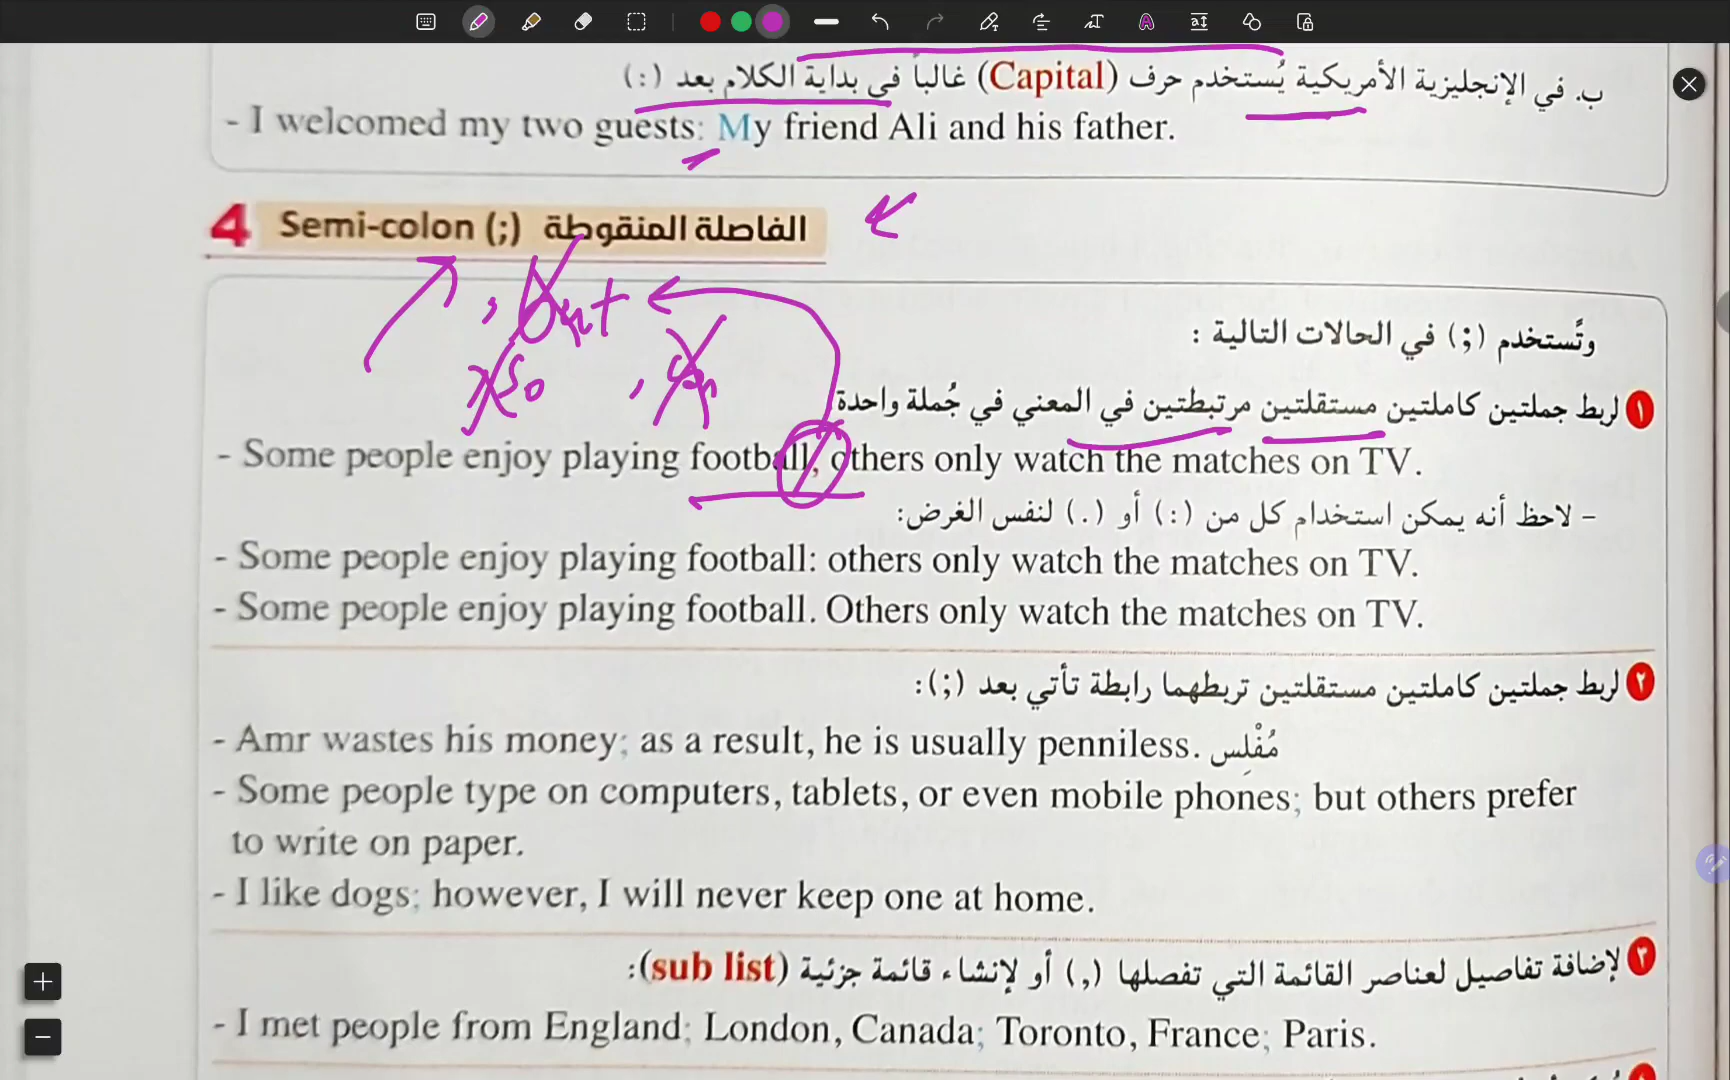 ب. في الإنجليزية الأمريكية يُستخدم حرف (Capital) غالباً في بداية الكلام بعد (:)
- I welcomed my two guests: My friend Ali and his father.
4 Semi-colon (;) الفاصلة المنقوطة
, but
so , an
وتُستخدم (;) في الحالات التالية :
١ لربط جملتين كاملتين مستقلتين مرتبطتين في المعني في جُملة واحدة
- Some people enjoy playing football, others only watch the matches on TV.
- لاحظ أنه يمكن استخدام كل من (:) أو (.) لنفس الغرض:
- Some people enjoy playing football: others only watch the matches on TV.
- Some people enjoy playing football. Others only watch the matches on TV.
٢ لربط جملتين كاملتين مستقلتين تربطهما رابطة تأتي بعد (;):
- Amr wastes his money; as a result, he is usually penniless. مُفْلِس
- Some people type on computers, tablets, or even mobile phones; but others prefer
to write on paper.
- I like dogs; however, I will never keep one at home.
٣ لإضافة تفاصيل لعناصر القائمة التي تفصلها (,) أو لإنشاء قائمة جزئية (sub list):
- I met people from England; London, Canada; Toronto, France; Paris.